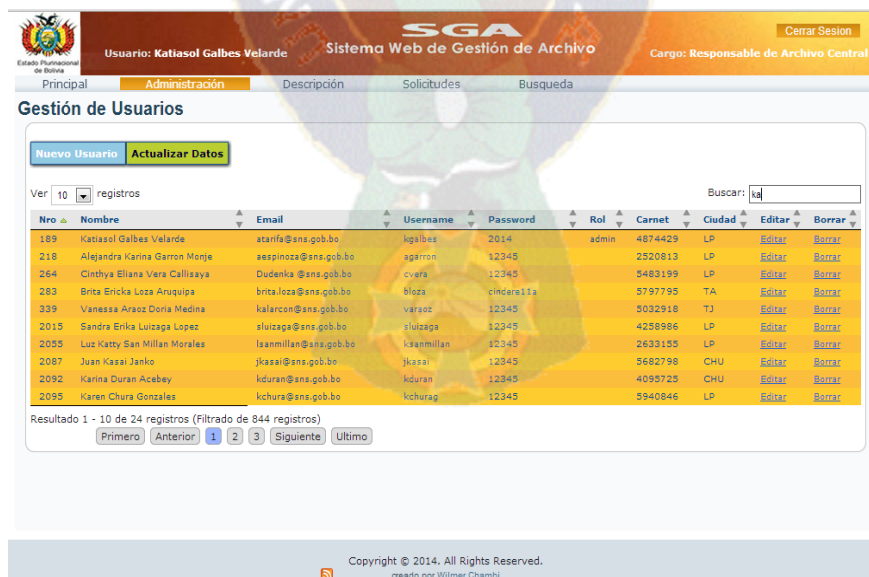 SGA
Cerrar Sesion
Usuario: Katiasol Galbes Velarde
Sistema Web de Gestión de Archivo
Cargo: Responsable de Archivo Central
Estado Plurinacional
de Bolivia
Principal Administración Descripción Solicitudes Busqueda
Gestión de Usuarios
Nuevo Usuario Actualizar Datos
Ver 10 registros
Buscar: ka
Nro Nombre Email Username Password Rol Carnet Ciudad Editar Borrar
189 Katiasol Galbes Velarde atarifa@sns.gob.bo kgalbes 2014 admin 4874429 LP Editar Borrar
218 Alejandra Karina Garron Monje aespinoza@sns.gob.bo agarron 12345 2520813 LP Editar Borrar
264 Cinthya Eliana Vera Callisaya Dudenka @sns.gob.bo cvera 12345 5483199 LP Editar Borrar
283 Brita Ericka Loza Aruquipa brita.loza@sns.gob.bo bloza cindere11a 5797795 TA Editar Borrar
339 Vanessa Araoz Doria Medina kalarcon@sns.gob.bo varaoz 12345 5032918 TJ Editar Borrar
2015 Sandra Erika Luizaga Lopez sluizaga@sns.gob.bo sluizaga 12345 4258986 LP Editar Borrar
2055 Luz Katty San Millan Morales lsanmillan@sns.gob.bo ksanmillan 12345 2633155 LP Editar Borrar
2087 Juan Kasai Janko jkasai@sns.gob.bo jkasai 12345 5682798 CHU Editar Borrar
2092 Karina Duran Acebey kduran@sns.gob.bo kduran 12345 4095725 CHU Editar Borrar
2095 Karen Chura Gonzales kchura@sns.gob.bo kchurag 12345 5940846 LP Editar Borrar
Resultado 1 - 10 de 24 registros (Filtrado de 844 registros)
Primero Anterior 1 2 3 Siguiente Ultimo
Copyright © 2014. All Rights Reserved.
creado por Wilmer Chambi